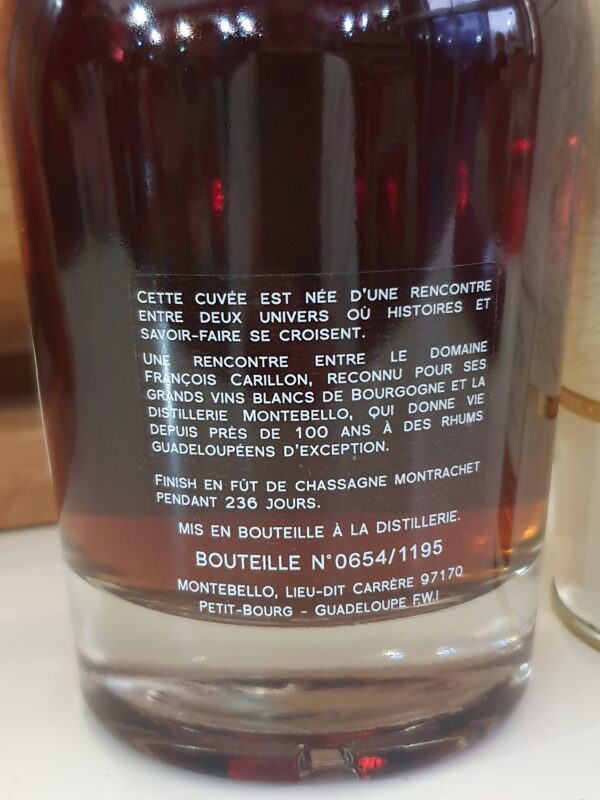 CETTE CUVÉE EST NÉE D'UNE RENCONTRE
ENTRE DEUX UNIVERS OÙ HISTOIRES ET
SAVOIR-FAIRE SE CROISENT.
UNE RENCONTRE ENTRE LE DOMAINE
FRANÇOIS CARILLON, RECONNU POUR SES
GRANDS VINS BLANCS DE BOURGOGNE ET LA
DISTILLERIE MONTEBELLO, QUI DONNE VIE
DEPUIS PRÈS DE 100 ANS À DES RHUMS
GUADELOUPÉENS D'EXCEPTION.
FINISH EN FÛT DE CHASSAGNE MONTRACHET
PENDANT 236 JOURS.
MIS EN BOUTEILLE À LA DISTILLERIE.
BOUTEILLE N°0654/1195
MONTEBELLO, LIEU-DIT CARRÈRE 97170
PETIT-BOURG - GUADELOUPE F.W.I